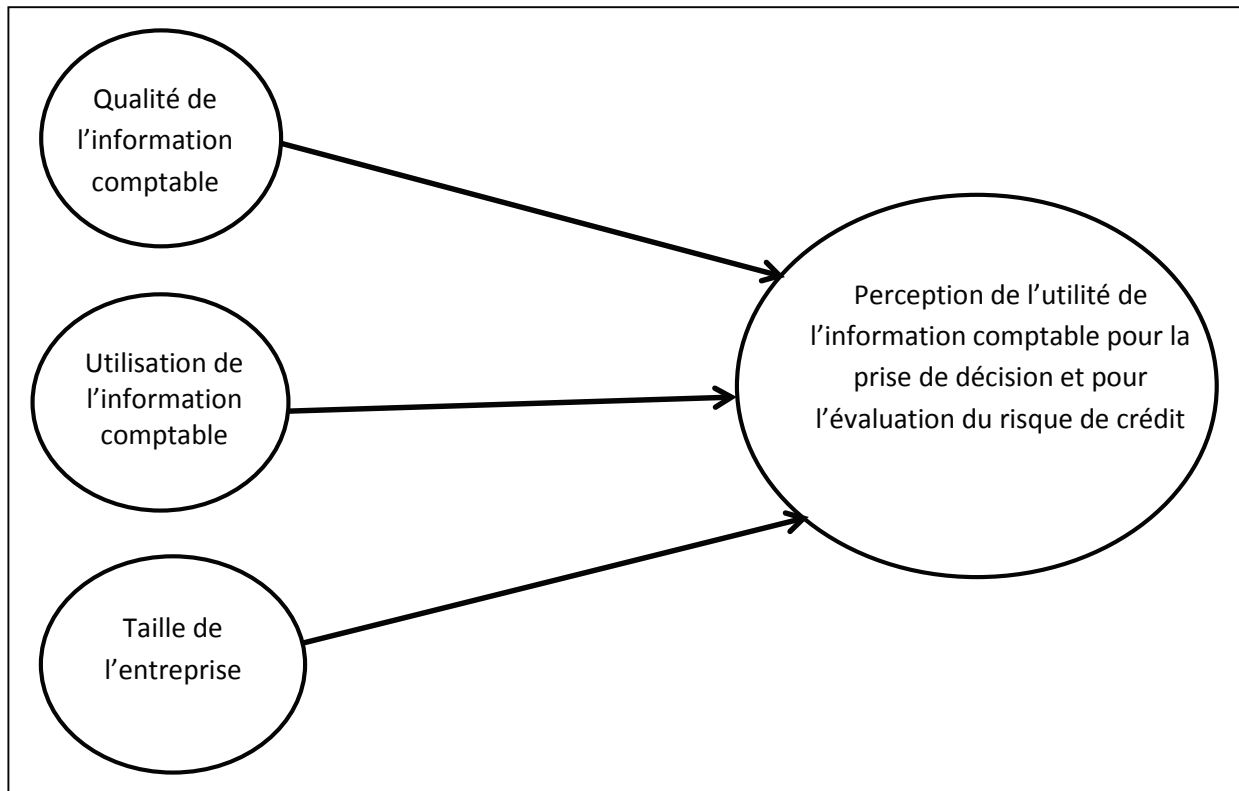 Qualité de
l’information
comptable
Utilisation de
l’information
comptable
Taille de
l’entreprise
Perception de l’utilité de
l’information comptable pour la
prise de décision et pour
l’évaluation du risque de crédit